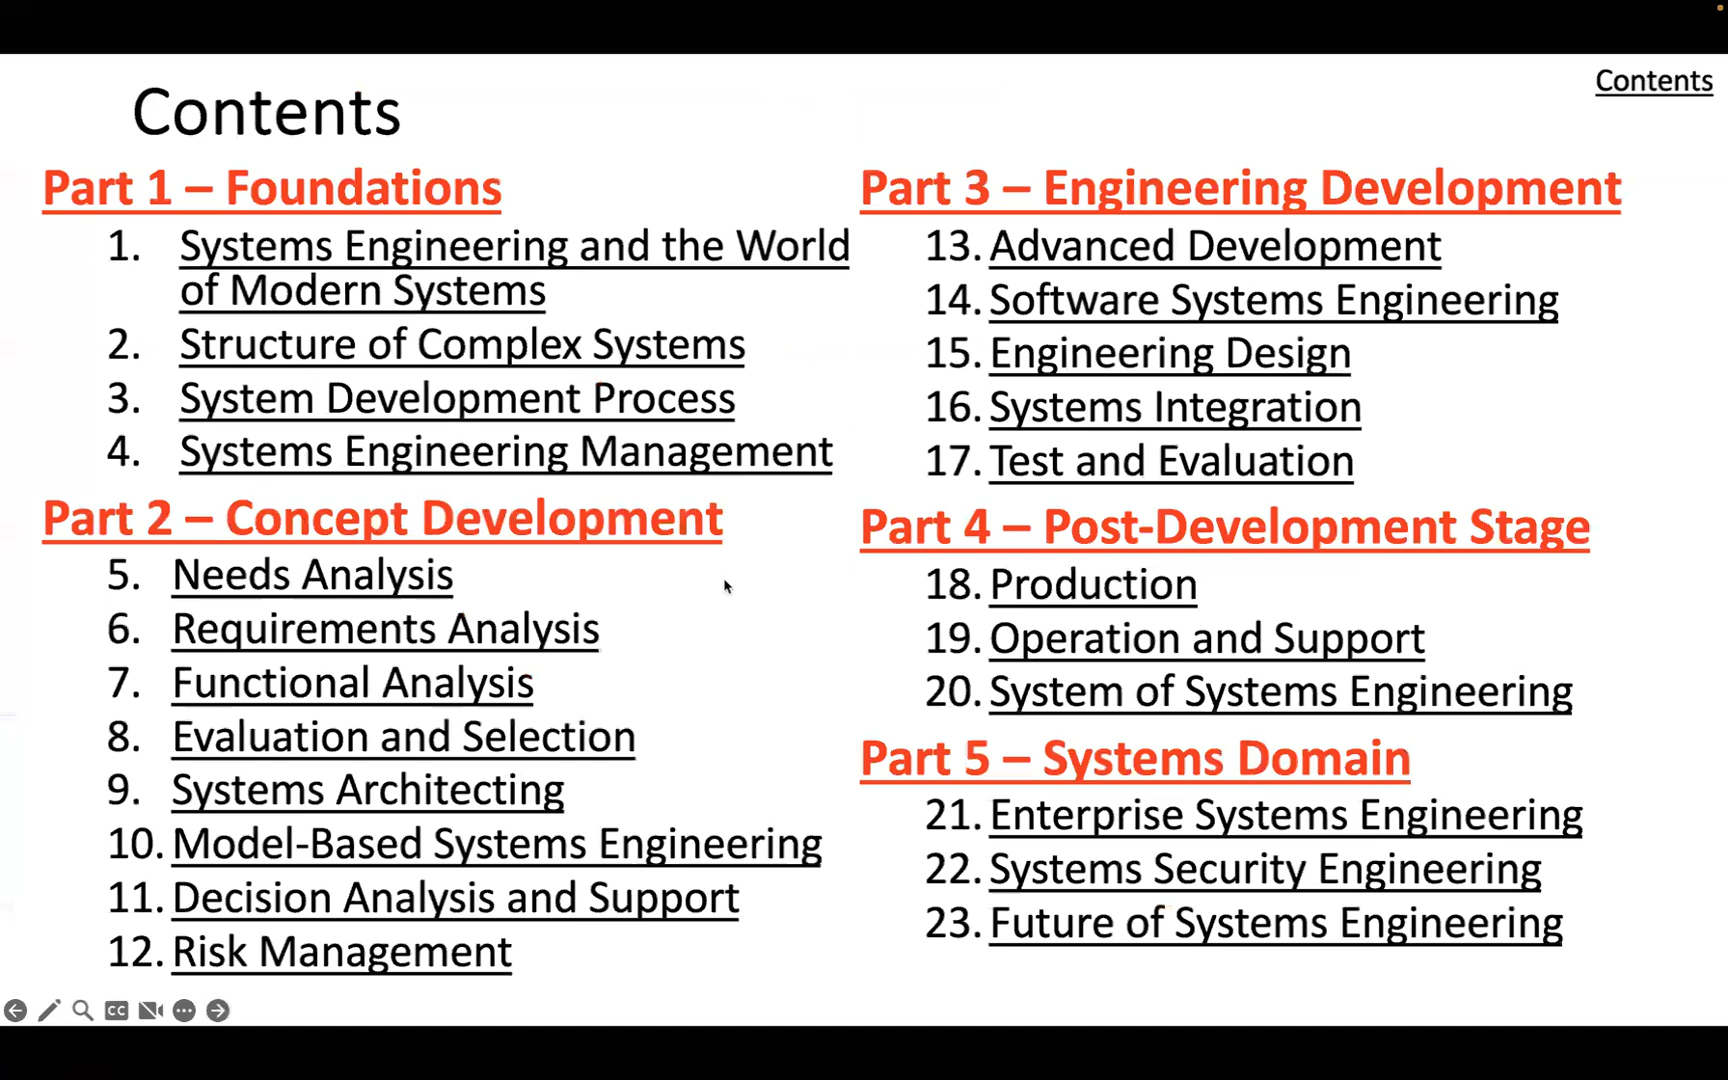 Contents
Contents
Part 1 – Foundations
1. Systems Engineering and the World
of Modern Systems
2. Structure of Complex Systems
3. System Development Process
4. Systems Engineering Management
Part 2 – Concept Development
5. Needs Analysis
6. Requirements Analysis
7. Functional Analysis
8. Evaluation and Selection
9. Systems Architecting
10. Model-Based Systems Engineering
11. Decision Analysis and Support
12. Risk Management
Part 3 – Engineering Development
13. Advanced Development
14. Software Systems Engineering
15. Engineering Design
16. Systems Integration
17. Test and Evaluation
Part 4 – Post-Development Stage
18. Production
19. Operation and Support
20. System of Systems Engineering
Part 5 – Systems Domain
21. Enterprise Systems Engineering
22. Systems Security Engineering
23. Future of Systems Engineering
CC